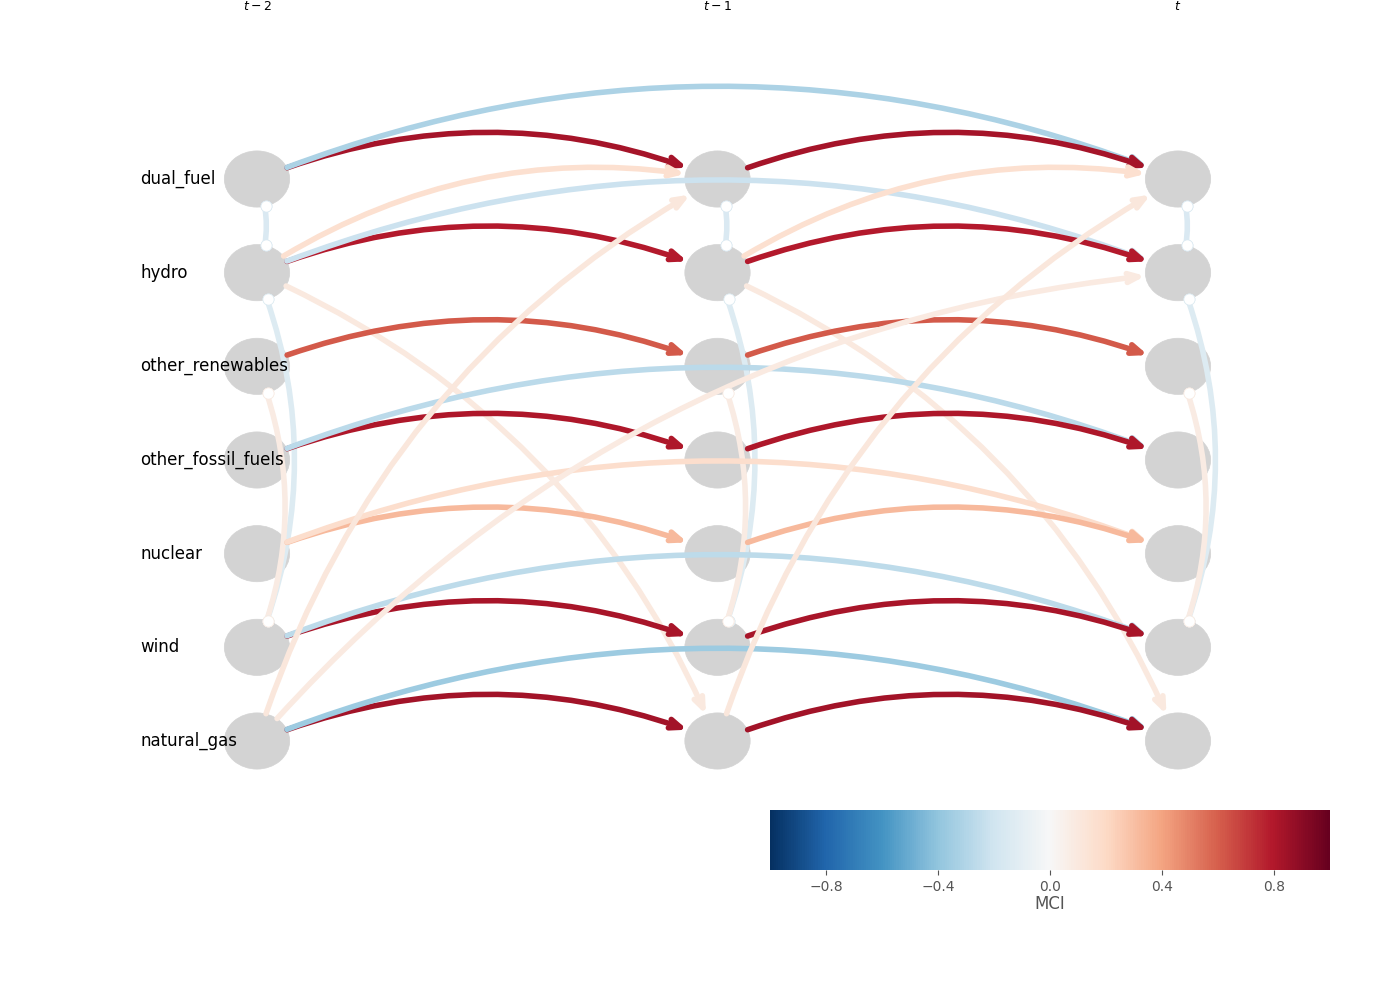 t − 2 t − 1 t
dual_fuel
hydro
other_renewables
other_fossil_fuels
nuclear
wind
natural_gas
−0.8 −0.4 0.0 0.4 0.8
MCI